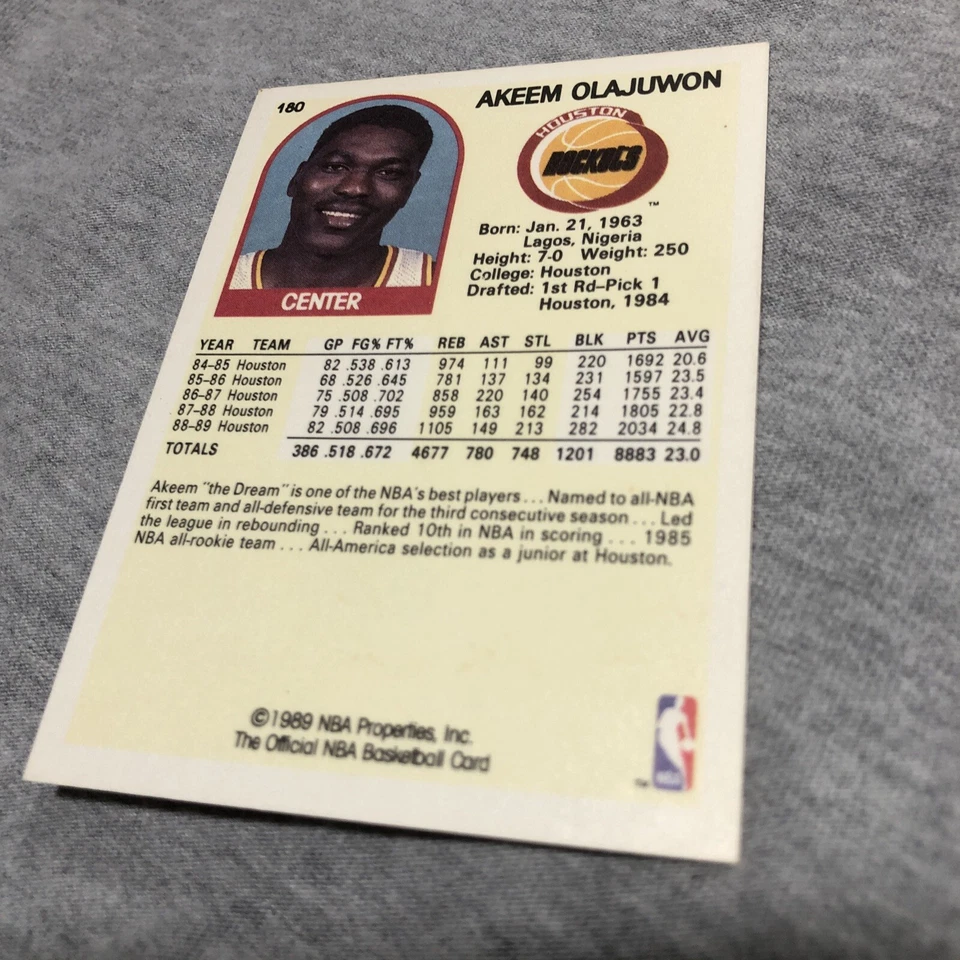 180
AKEEM OLAJUWON
HOUSTON
ROCKETS
TM
Born: Jan. 21, 1963
Lagos, Nigeria
Height: 7-0 Weight: 250
College: Houston
Drafted: 1st Rd-Pick 1
Houston, 1984
CENTER
YEAR TEAM GP FG% FT% REB AST STL BLK PTS AVG
84-85 Houston 82 .538 .613 974 111 99 220 1692 20.6
85-86 Houston 68 .526 .645 781 137 134 231 1597 23.5
86-87 Houston 75 .508 .702 858 220 140 254 1755 23.4
87-88 Houston 79 .514 .695 959 163 162 214 1805 22.8
88-89 Houston 82 .508 .696 1105 149 213 282 2034 24.8
TOTALS 386 .518 .672 4677 780 748 1201 8883 23.0
Akeem "the Dream" is one of the NBA's best players . . . Named to all-NBA
first team and all-defensive team for the third consecutive season . . . Led
the league in rebounding . . . Ranked 10th in NBA in scoring . . . 1985
NBA all-rookie team . . . All-America selection as a junior at Houston.
©1989 NBA Properties, Inc.
The Official NBA Basketball Card
TM
NBA